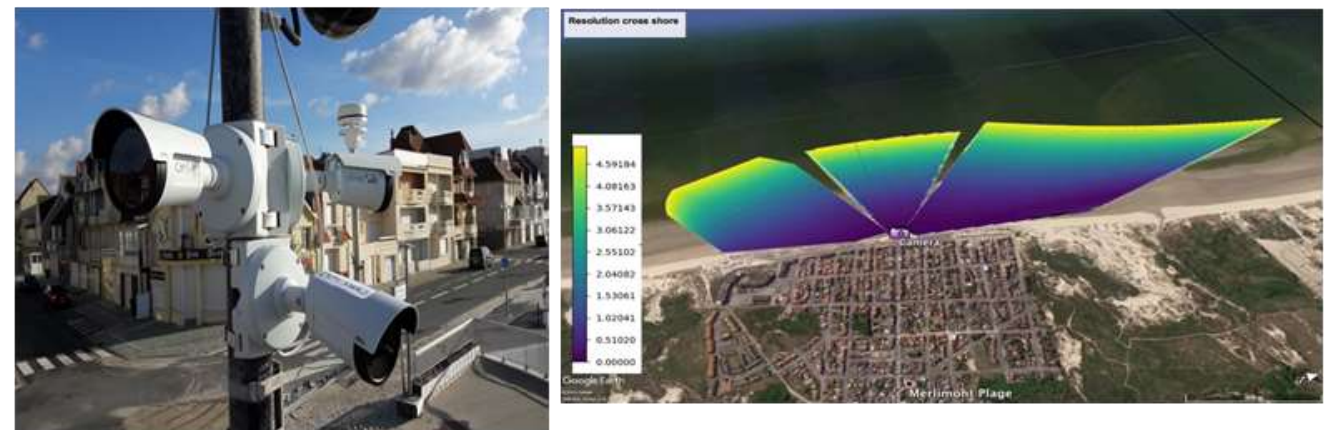 Resolution cross shore
4.59184
4.08163
3.57143
3.06122
2.55102
2.04082
1.53061
1.02041
0.51020
0.00000
Camera
Google Earth
Merlimont Plage